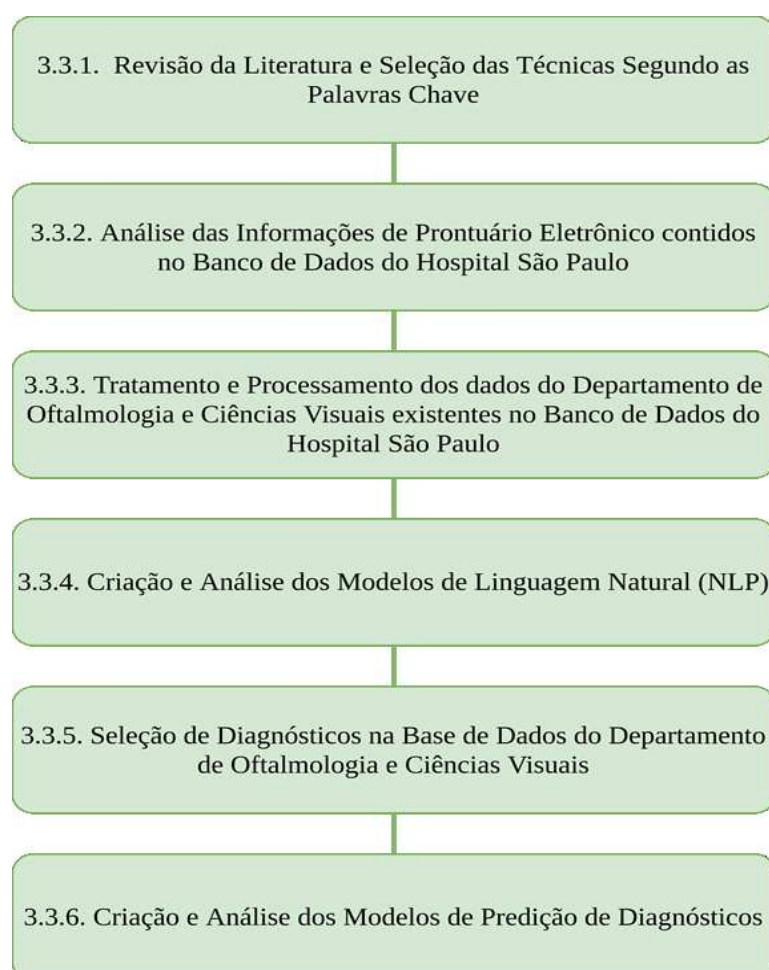 3.3.1. Revisão da Literatura e Seleção das Técnicas Segundo as
Palavras Chave
3.3.2. Análise das Informações de Prontuário Eletrônico contidos
no Banco de Dados do Hospital São Paulo
3.3.3. Tratamento e Processamento dos dados do Departamento de
Oftalmologia e Ciências Visuais existentes no Banco de Dados do
Hospital São Paulo
3.3.4. Criação e Análise dos Modelos de Linguagem Natural (NLP)
3.3.5. Seleção de Diagnósticos na Base de Dados do Departamento
de Oftalmologia e Ciências Visuais
3.3.6. Criação e Análise dos Modelos de Predição de Diagnósticos